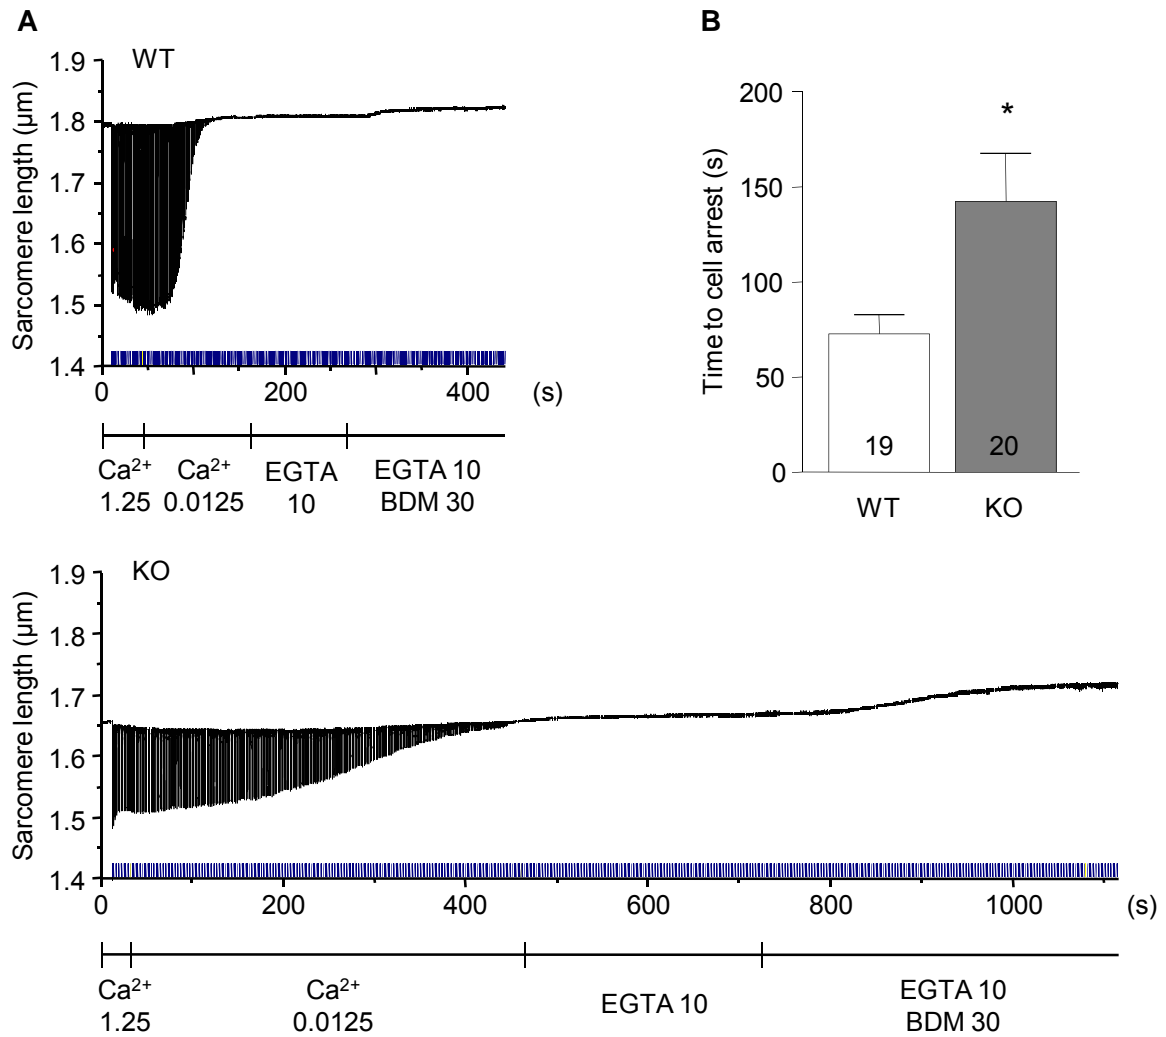 A
WT
Sarcomere length (µm)
1.9
1.8
1.7
1.6
1.5
1.4
0 200 400 (s)
Ca²⁺ Ca²⁺ EGTA EGTA 10
1.25 0.0125 10 BDM 30
B
Time to cell arrest (s)
200
150
100
50
0
*
19 20
WT KO
KO
Sarcomere length (µm)
1.9
1.8
1.7
1.6
1.5
1.4
0 200 400 600 800 1000 (s)
Ca²⁺ Ca²⁺ EGTA 10 EGTA 10
1.25 0.0125 BDM 30